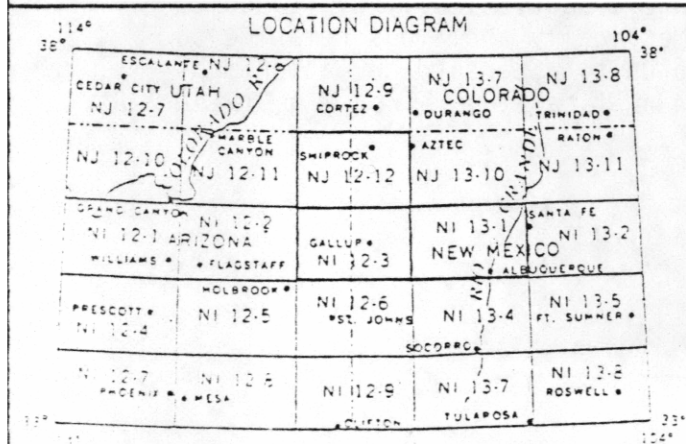 LOCATION DIAGRAM
114°
104°
38°
38°
ESCALANTE
NJ 12-8
CEDAR CITY
UTAH
NJ 12-7
COLORADO R
NJ 12-9
CORTEZ
NJ 13-7
COLORADO
DURANGO
NJ 13-8
TRINIDAD
NJ 12-10
MARBLE
CANYON
NJ 12-11
SHIPROCK
NJ 12-12
AZTEC
NJ 13-10
RATON
NJ 13-11
RIO GRANDE
GRAND CANYON
NI 12-1
ARIZONA
NI 12-2
WILLIAMS
FLAGSTAFF
GALLUP
NI 12-3
NI 13-1
NEW MEXICO
SANTA FE
NI 13-2
ALBUQUERQUE
HOLBROOK
PRESCOTT
NI 12-4
NI 12-5
NI 12-6
ST. JOHNS
NI 13-4
SOCORRO
NI 13-5
FT. SUMNER
NI 12-7
PHOENIX
NI 12-8
MESA
NI 12-9
CLIFTON
NI 13-7
TULAROSA
NI 13-8
ROSWELL
33°
33°
104°